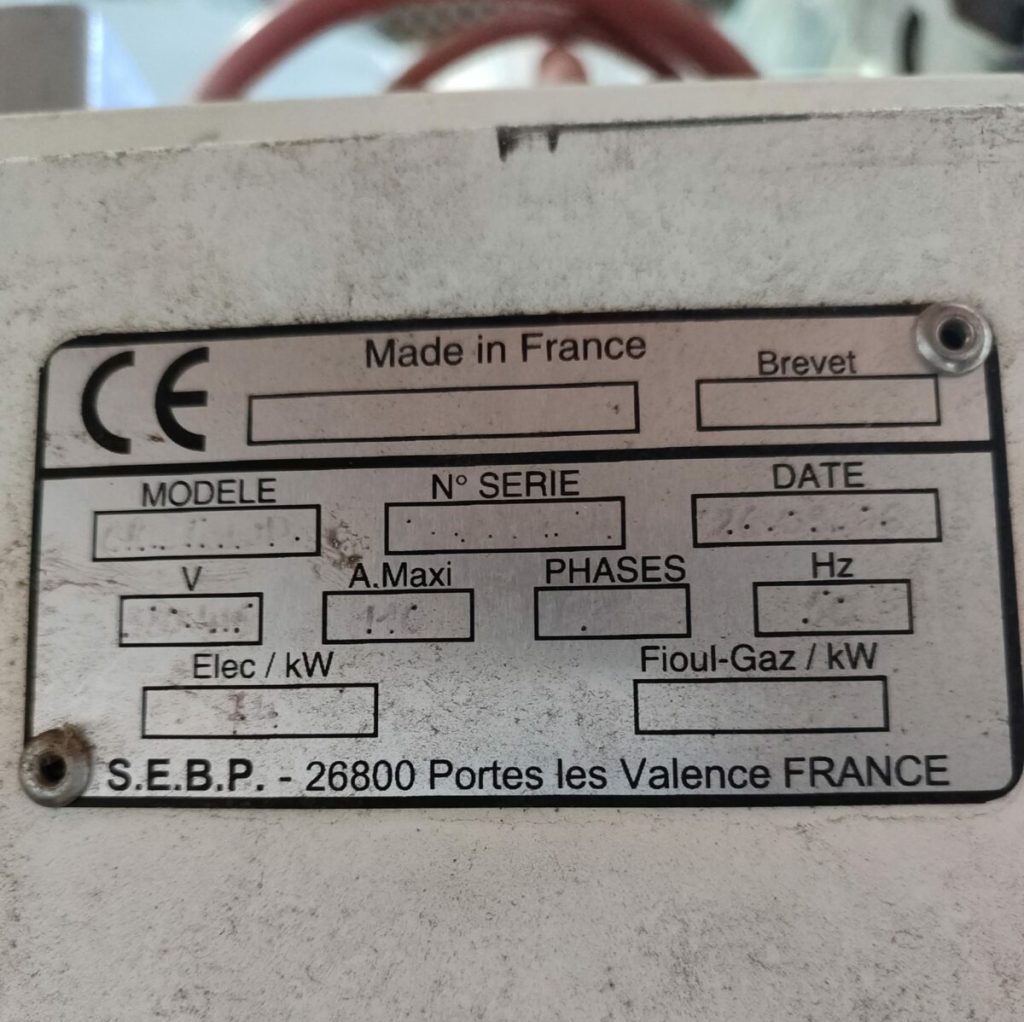 CE Made in France Brevet
MODELE N° SERIE DATE
V A.Maxi PHASES Hz
Elec / kW Fioul-Gaz / kW
S.E.B.P. - 26800 Portes les Valence FRANCE